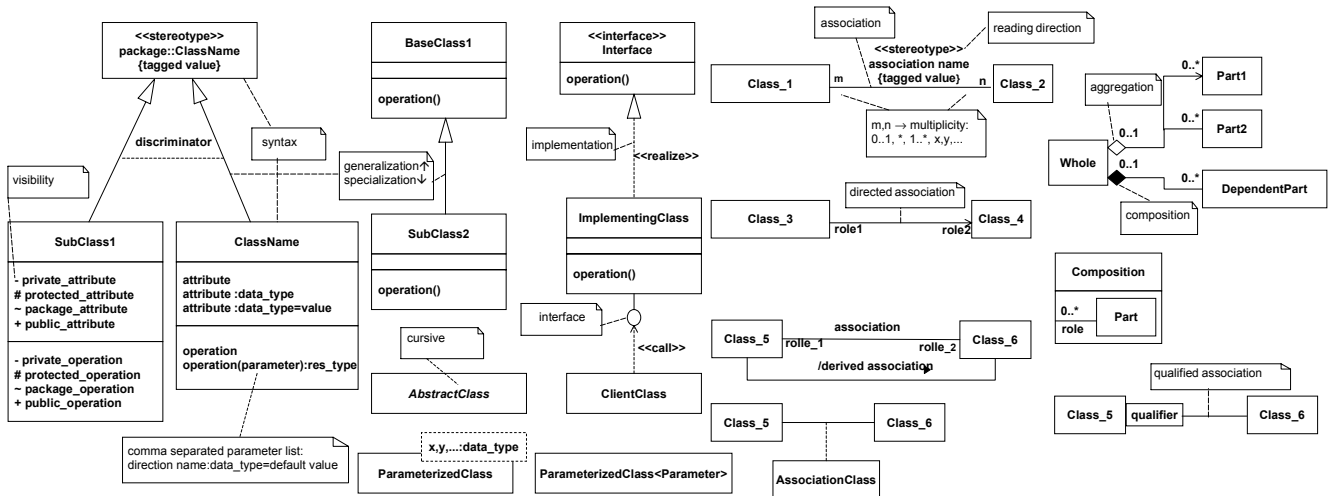 <<stereotype>>
package::ClassName
{tagged value}
discriminator
syntax
visibility
generalization↑
specialization↓
SubClass1
- private_attribute
# protected_attribute
~ package_attribute
+ public_attribute
- private_operation
# protected_operation
~ package_operation
+ public_operation
ClassName
attribute
attribute :data_type
attribute :data_type=value
operation
operation(parameter):res_type
comma separated parameter list:
direction name:data_type=default value
BaseClass1
operation()
SubClass2
operation()
cursive
AbstractClass
x,y,...:data_type
ParameterizedClass
ParameterizedClass<Parameter>
<<interface>>
Interface
operation()
implementation
<<realize>>
ImplementingClass
operation()
interface
<<call>>
ClientClass
association
reading direction
<<stereotype>>
association name
{tagged value}
Class_1
m
n
Class_2
m,n → multiplicity:
0..1, *, 1..*, x,y,...
directed association
Class_3
role1
role2
Class_4
Class_5
association
rolle_1
rolle_2
Class_6
/derived association
Class_5
Class_6
AssociationClass
aggregation
0..*
Part1
0..*
Part2
0..1
Whole
0..1
0..*
DependentPart
composition
Composition
0..*
role
Part
qualified association
Class_5
qualifier
Class_6